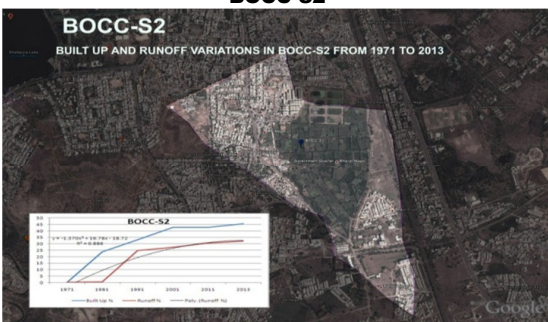 BOCC-S2
BOCC-S2
BUILT UP AND RUNOFF VARIATIONS IN BOCC-S2 FROM 1971 TO 2013
BOCC-S2
50
45
40
35
30
25
20
15
10
5
0
1971 1981 1991 2001 2011 2013
Built Up % Runoff % Poly. (Runoff %)
Google